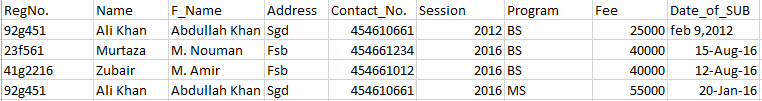 RegNo. Name F_Name Address Contact_No. Session Program Fee Date_of_SUB
92g451 Ali Khan Abdullah Khan Sgd 454610661 2012 BS 25000 feb 9,2012
23f561 Murtaza M. Nouman Fsb 454661234 2016 BS 40000 15-Aug-16
41g2216 Zubair M. Amir Fsb 454661012 2016 BS 40000 12-Aug-16
92g451 Ali Khan Abdullah Khan Sgd 454610661 2016 MS 55000 20-Jan-16